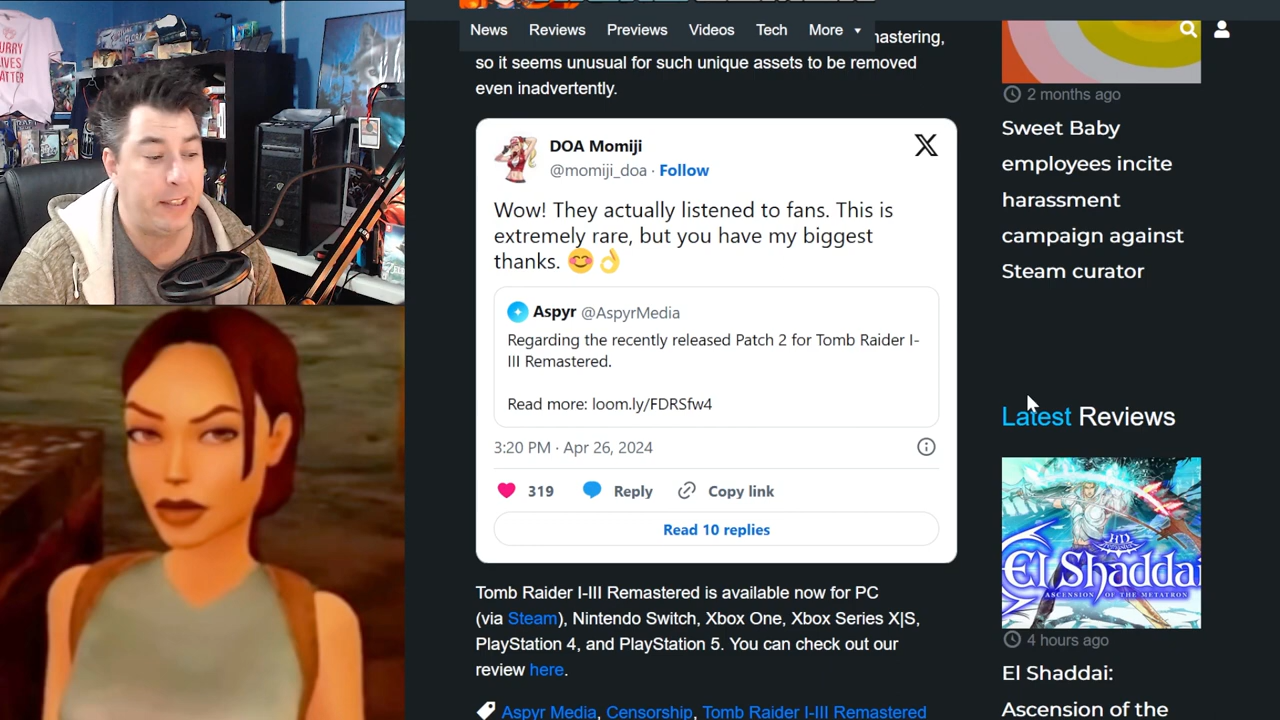 News Reviews Previews Videos Tech More
mastering,
so it seems unusual for such unique assets to be removed
even inadvertently.
DOA Momiji
@momiji_doa · Follow
Wow! They actually listened to fans. This is
extremely rare, but you have my biggest
thanks. 😊👌
Aspyr @AspyrMedia
Regarding the recently released Patch 2 for Tomb Raider I-
III Remastered.
Read more: loom.ly/FDRSfw4
3:20 PM · Apr 26, 2024
319 Reply Copy link
Read 10 replies
Tomb Raider I-III Remastered is available now for PC
(via Steam), Nintendo Switch, Xbox One, Xbox Series X|S,
PlayStation 4, and PlayStation 5. You can check out our
review here.
Aspyr Media, Censorship, Tomb Raider I-III Remastered
2 months ago
Sweet Baby
employees incite
harassment
campaign against
Steam curator
Latest Reviews
HD
El Shaddai
ASCENSION OF THE METATRON
4 hours ago
El Shaddai:
Ascension of the